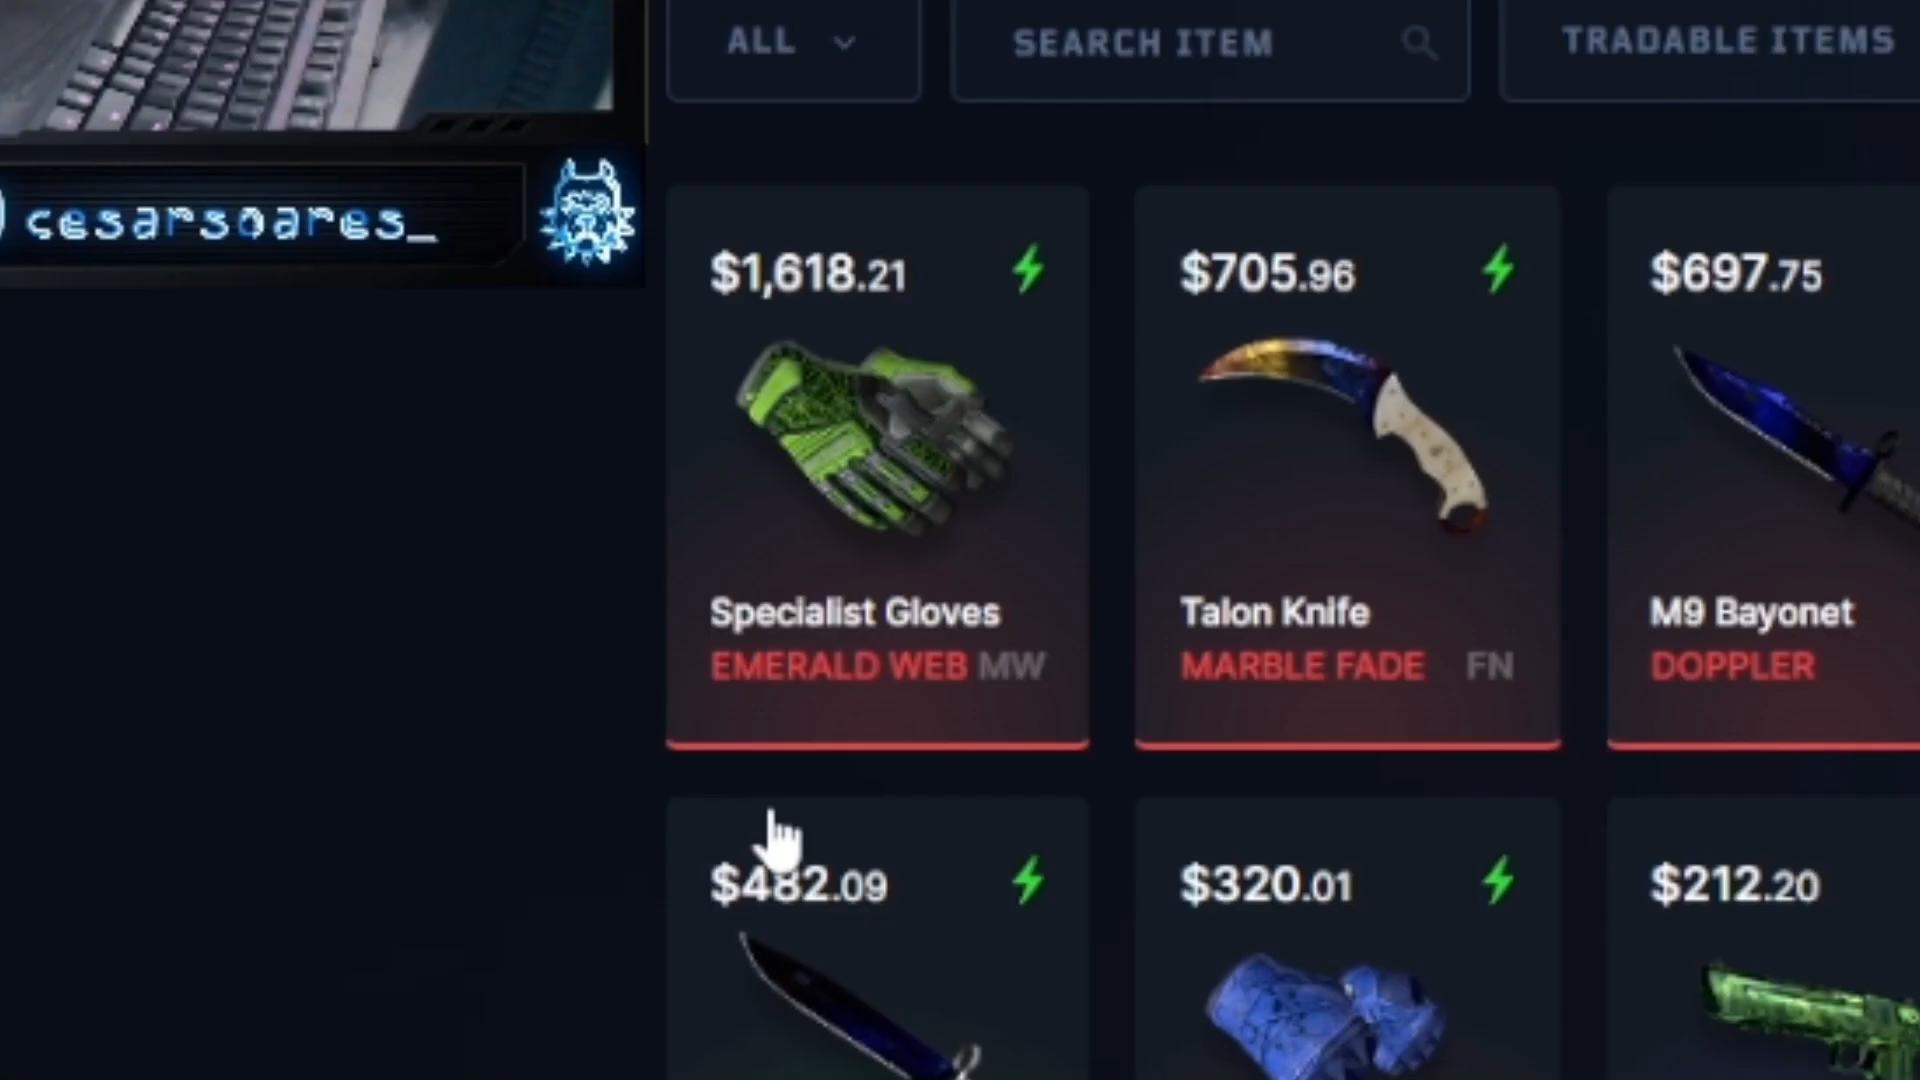 ALL
SEARCH ITEM
TRADABLE ITEMS
cesarsoares_
$1,618.21
$705.96
$697.75
Specialist Gloves
EMERALD WEB MW
Talon Knife
MARBLE FADE FN
M9 Bayonet
DOPPLER
$482.09
$320.01
$212.20